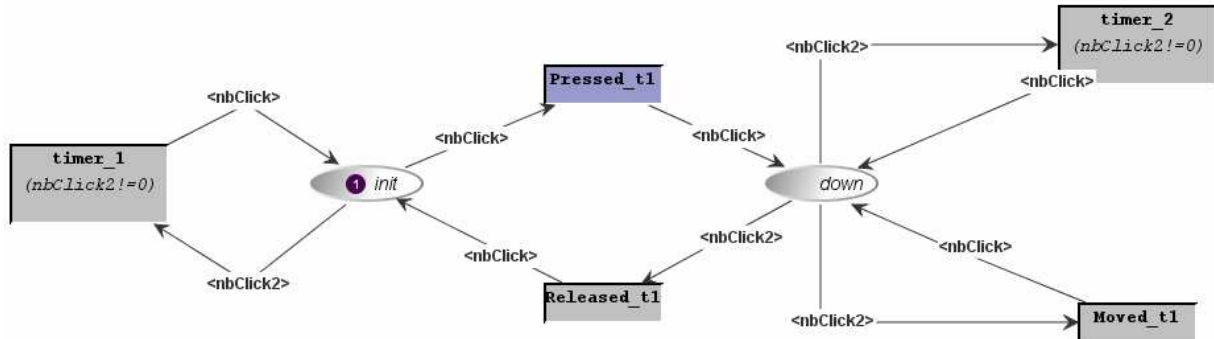 timer_2
(nbClick2!=0)
<nbClick2>
<nbClick>
Pressed_t1
<nbClick>
<nbClick>
<nbClick>
timer_1
(nbClick2!=0)
1 init
down
<nbClick2>
<nbClick>
<nbClick>
<nbClick2>
Released_t1
<nbClick2>
Moved_t1